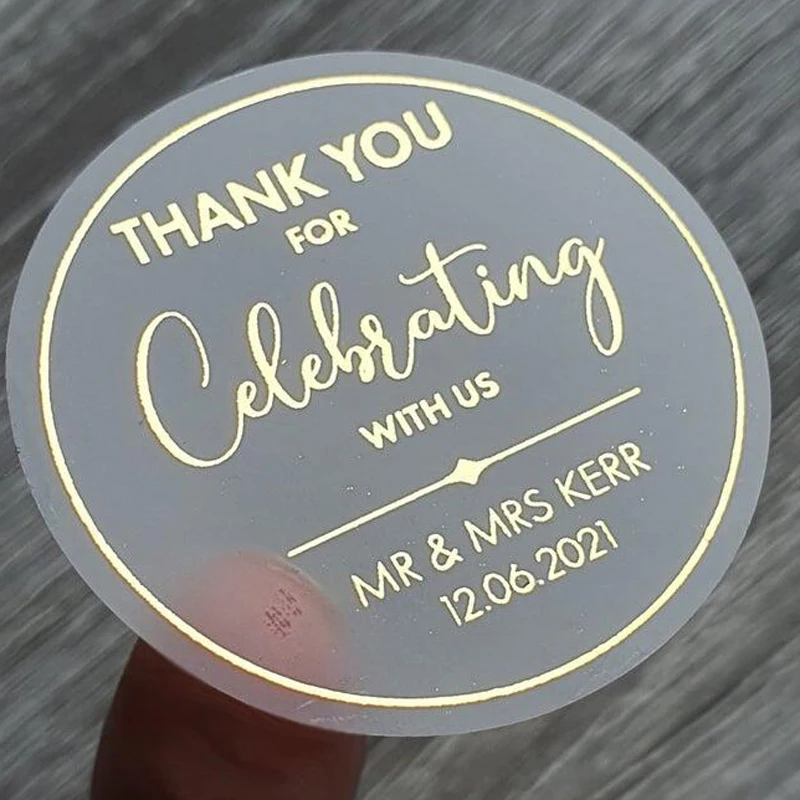 THANK YOU
FOR
Celebrating
WITH US
MR & MRS KERR
12.06.2021